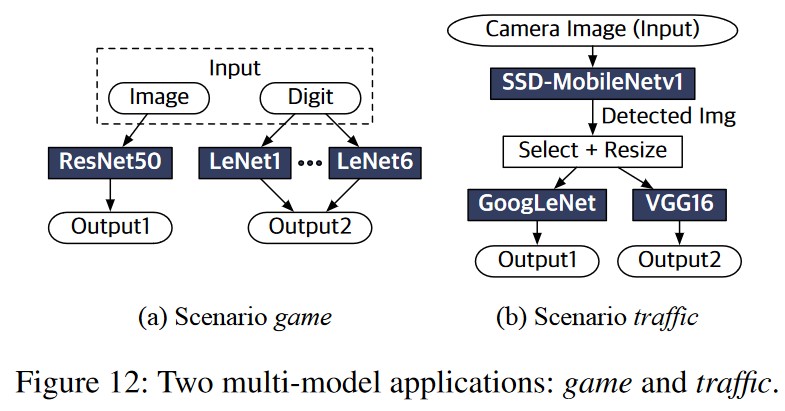 Input
Image
Digit
ResNet50
LeNet1
•••
LeNet6
Output1
Output2
(a) Scenario game
Camera Image (Input)
SSD-MobileNetv1
Detected Img
Select + Resize
GoogLeNet
VGG16
Output1
Output2
(b) Scenario traffic
Figure 12: Two multi-model applications: game and traffic.